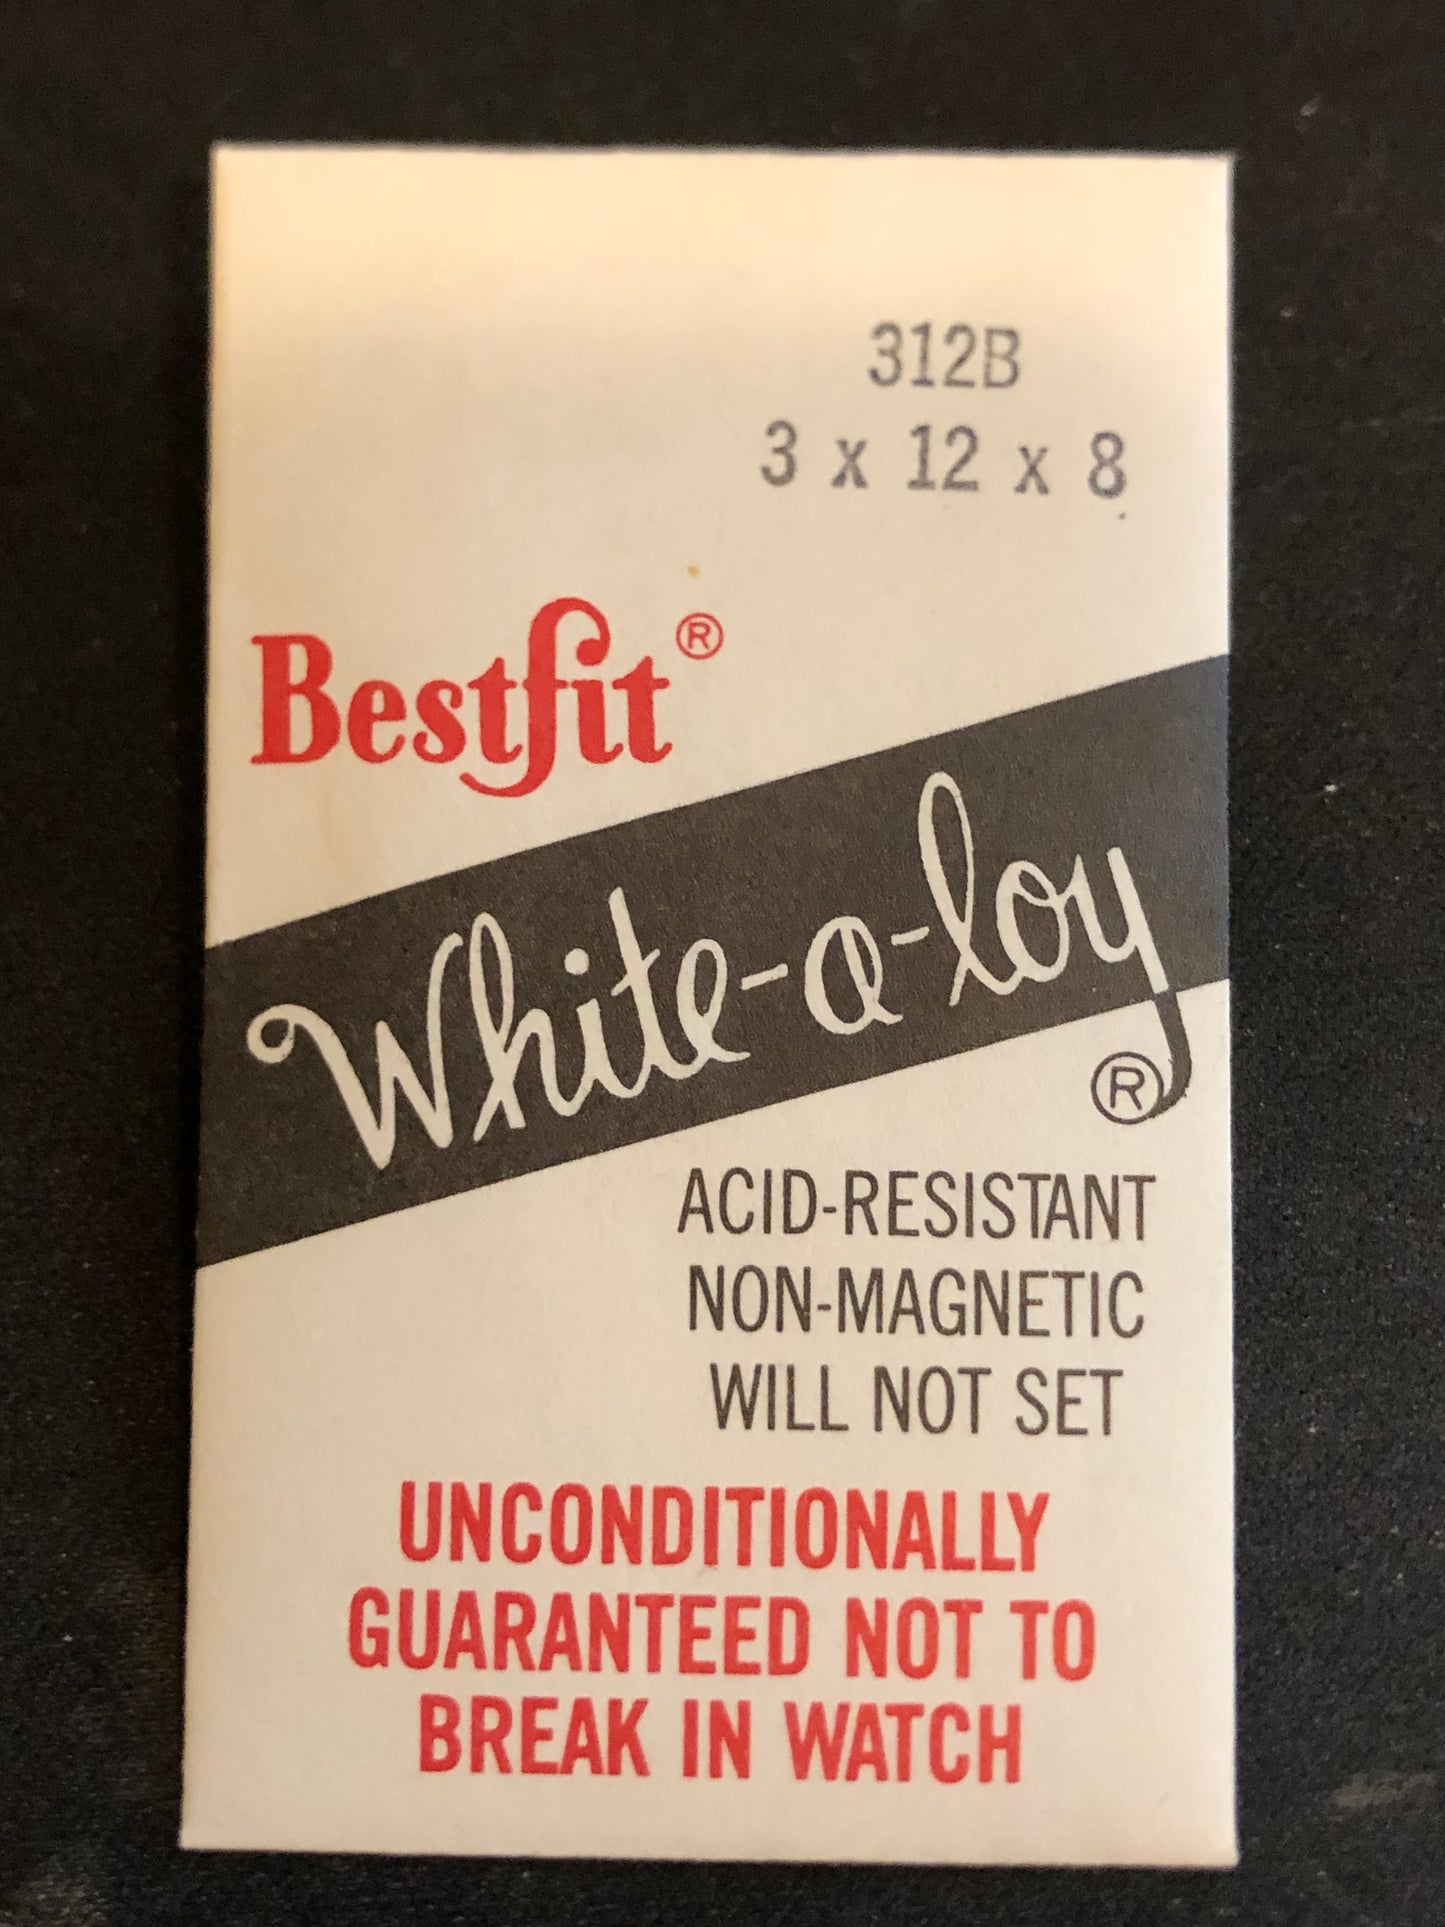 312B
3 x 12 x 8
Bestfit®
White-a-loy
®
ACID-RESISTANT
NON-MAGNETIC
WILL NOT SET
UNCONDITIONALLY
GUARANTEED NOT TO
BREAK IN WATCH